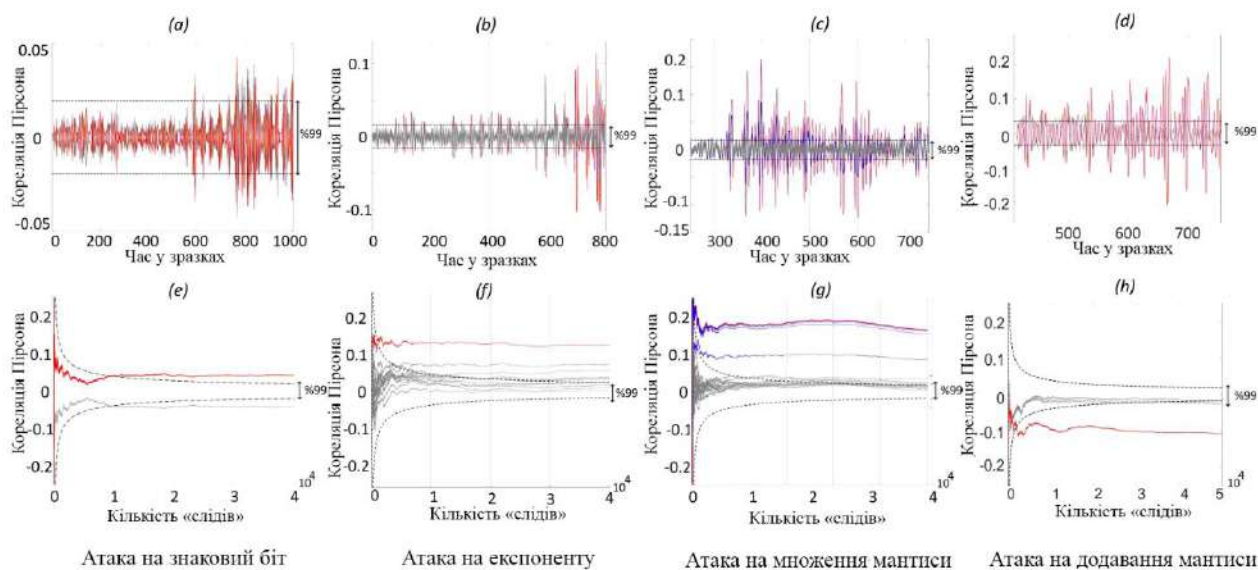 (a)
0.05
0
-0.05
Кореляція Пірсона
%99
0 200 400 600 800 1000
Час у зразках
(b)
0.1
0
-0.1
Кореляція Пірсона
%99
0 200 400 600 800
Час у зразках
(c)
0.2
0.1
0
-0.1
-0.15
Кореляція Пірсона
%99
300 400 500 600 700
Час у зразках
(d)
0.2
0.1
0
-0.1
-0.2
Кореляція Пірсона
%99
500 600 700
Час у зразках
(e)
0.2
0.1
0
-0.1
-0.2
Кореляція Пірсона
%99
0 1 2 3 4
10⁴
Кількість «слідів»
(f)
0.2
0.1
0
-0.1
-0.2
Кореляція Пірсона
%99
0 1 2 3 4
10⁴
Кількість «слідів»
(g)
0.2
0.1
0
-0.1
-0.2
Кореляція Пірсона
%99
0 1 2 3 4
10⁴
Кількість «слідів»
(h)
0.2
0.1
0
-0.1
-0.2
Кореляція Пірсона
%99
0 1 2 3 4 5
10⁴
Кількість «слідів»
Атака на знаковий біт
Атака на експоненту
Атака на множення мантиси
Атака на додавання мантиси